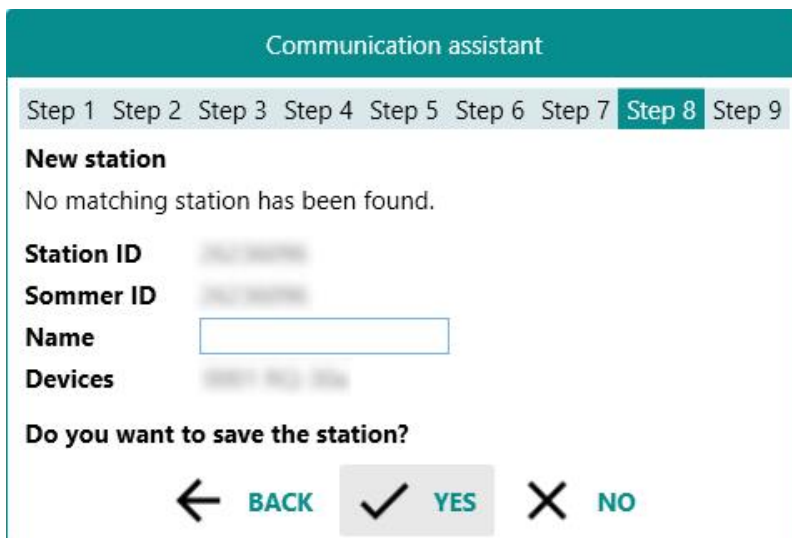 Communication assistant
Step 1 Step 2 Step 3 Step 4 Step 5 Step 6 Step 7 Step 8 Step 9
New station
No matching station has been found.
Station ID
Sommer ID
Name
Devices
Do you want to save the station?
BACK YES NO